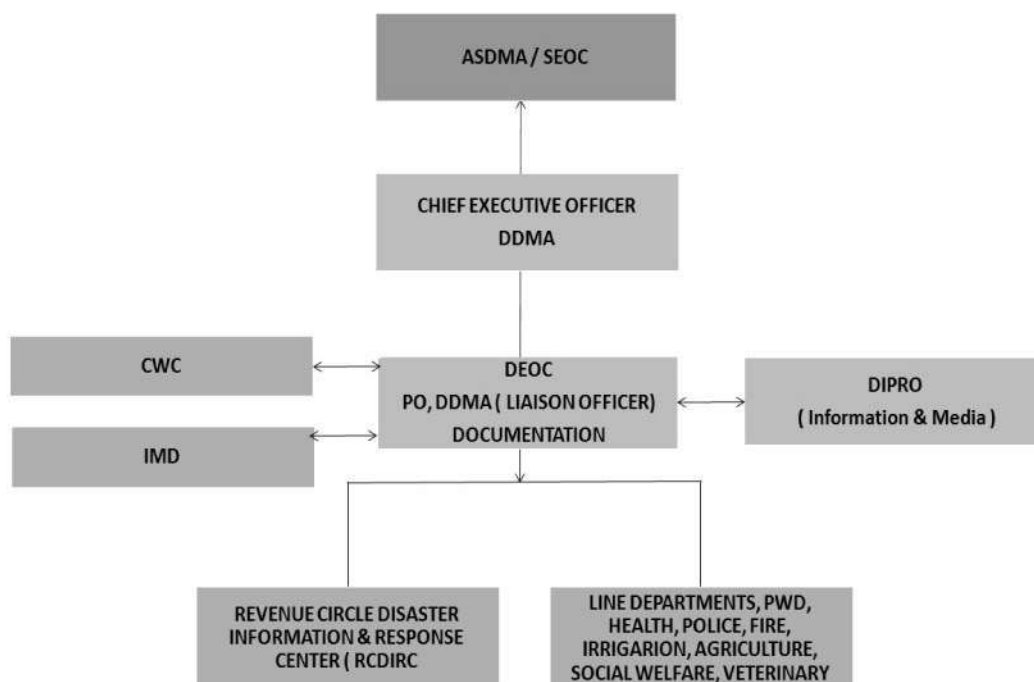 ASDMA / SEOC
CHIEF EXECUTIVE OFFICER
DDMA
CWC
IMD
DEOC
PO, DDMA ( LIAISON OFFICER)
DOCUMENTATION
DIPRO
( Information & Media )
REVENUE CIRCLE DISASTER
INFORMATION & RESPONSE
CENTER ( RCDIRC
LINE DEPARTMENTS, PWD,
HEALTH, POLICE, FIRE,
IRRIGARION, AGRICULTURE,
SOCIAL WELFARE, VETERINARY